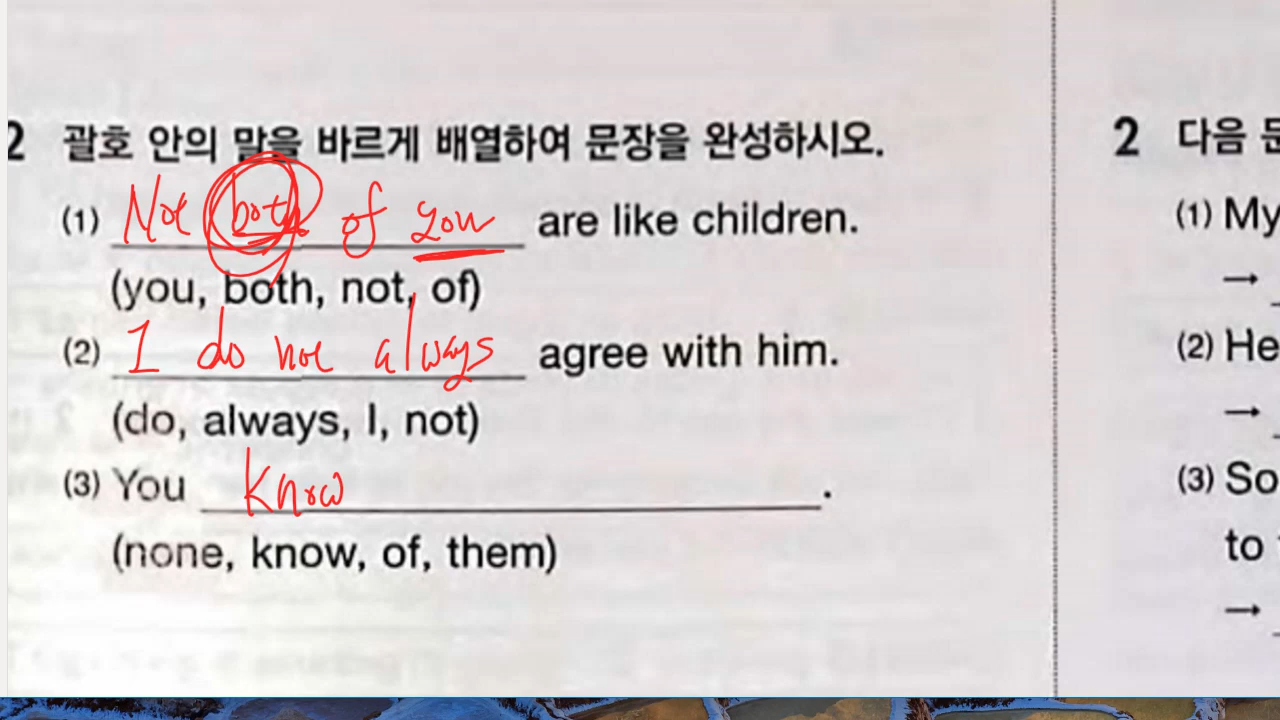 2 괄호 안의 말을 바르게 배열하여 문장을 완성하시오.
(1) Not both of you are like children.
(you, both, not, of)
(2) I do not always agree with him.
(do, always, I, not)
(3) You know .
(none, know, of, them)
2 다음 문
(1) My
→
(2) He
→
(3) So
to
→